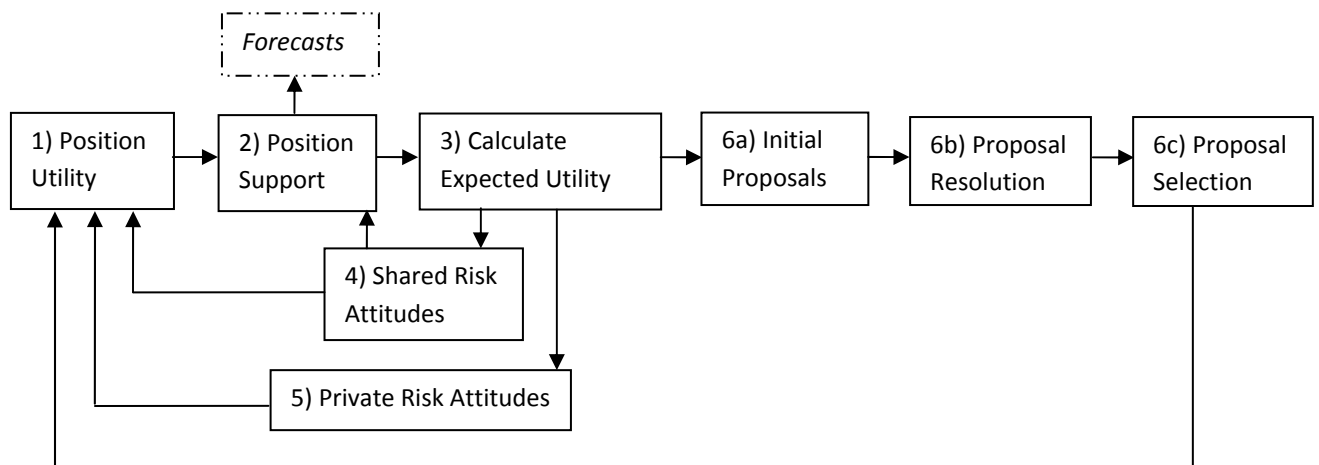 Forecasts
1) Position
Utility
2) Position
Support
3) Calculate
Expected Utility
6a) Initial
Proposals
6b) Proposal
Resolution
6c) Proposal
Selection
4) Shared Risk
Attitudes
5) Private Risk Attitudes